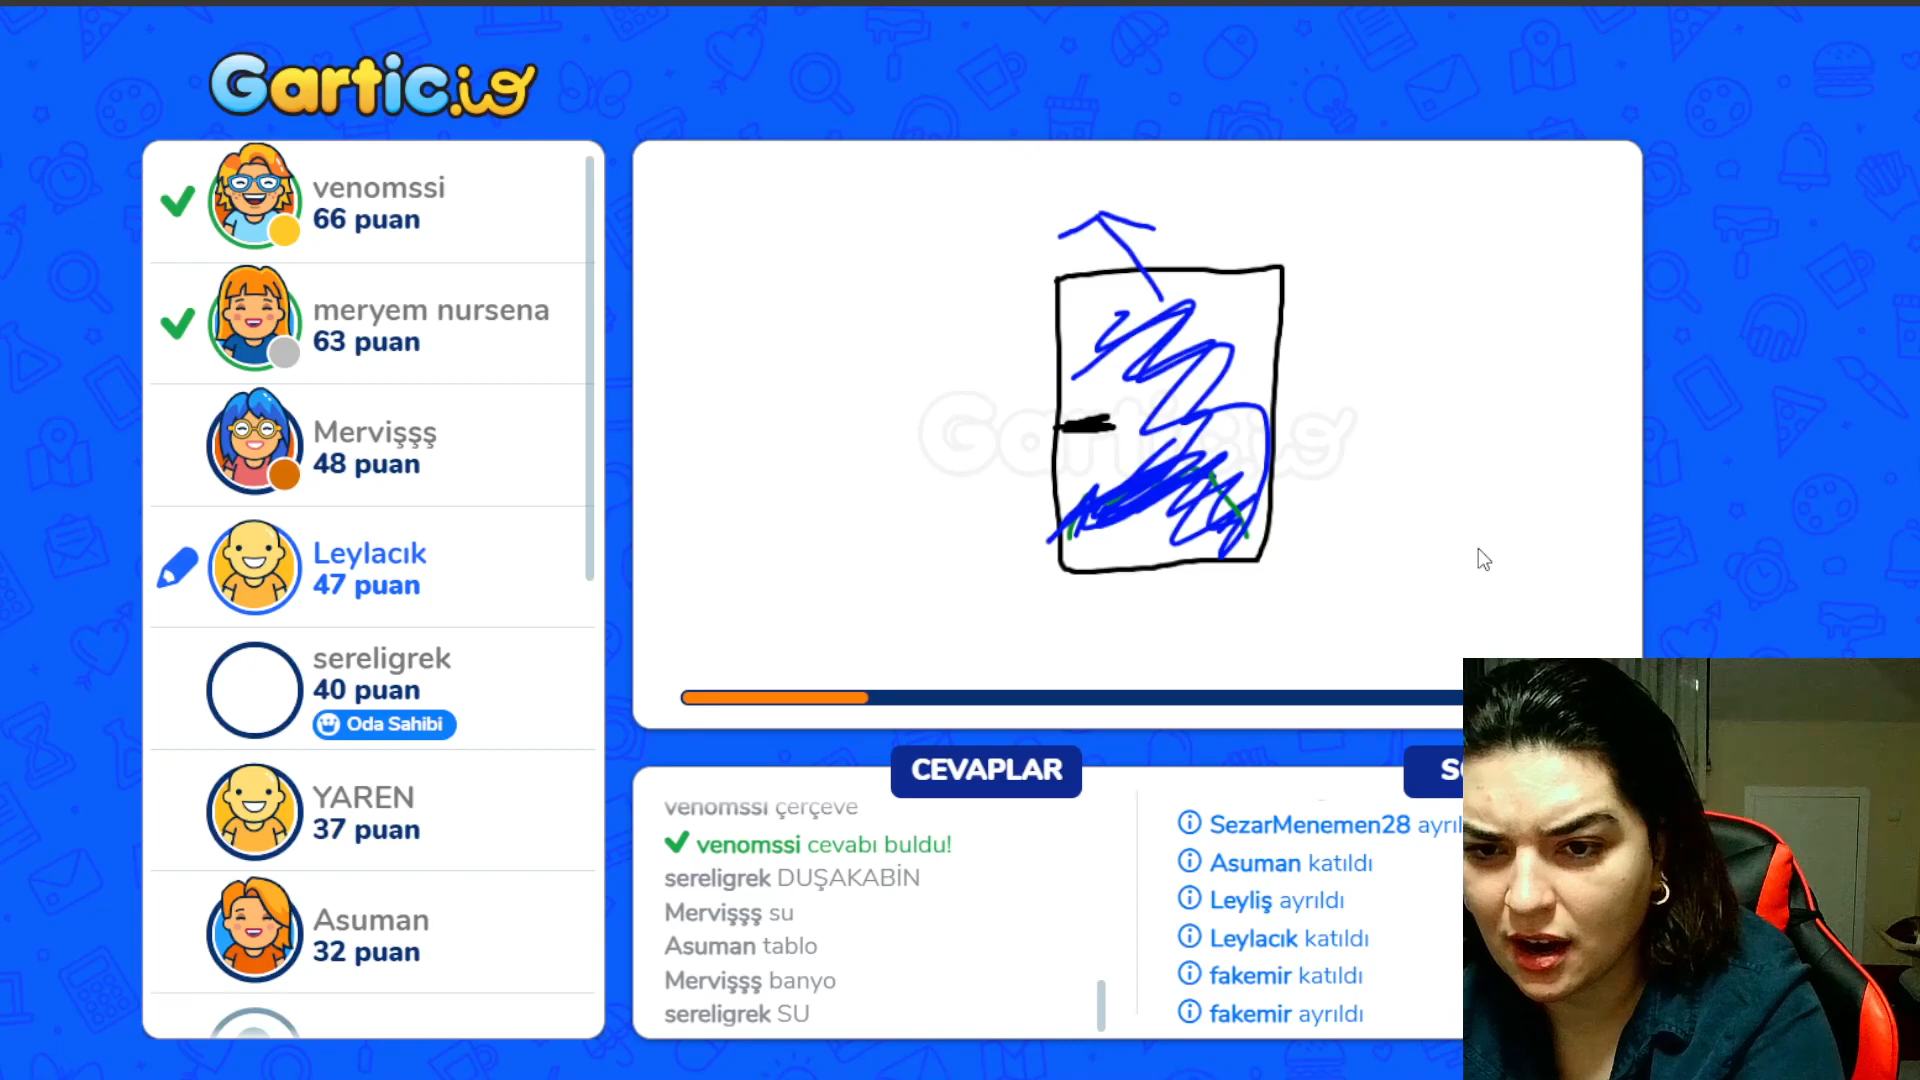 Gartic.io
venomssi
66 puan
meryem nursena
63 puan
Mervişşş
48 puan
Leylacık
47 puan
sereligrek
40 puan
Oda Sahibi
YAREN
37 puan
Asuman
32 puan
Gartic.io
CEVAPLAR
venomssi çerçeve
venomssi cevabı buldu!
sereligrek DUŞAKABİN
Mervişşş su
Asuman tablo
Mervişşş banyo
sereligrek SU
SezarMenemen28 ayrıl
Asuman katıldı
Leyliş ayrıldı
Leylacık katıldı
fakemir katıldı
fakemir ayrıldı